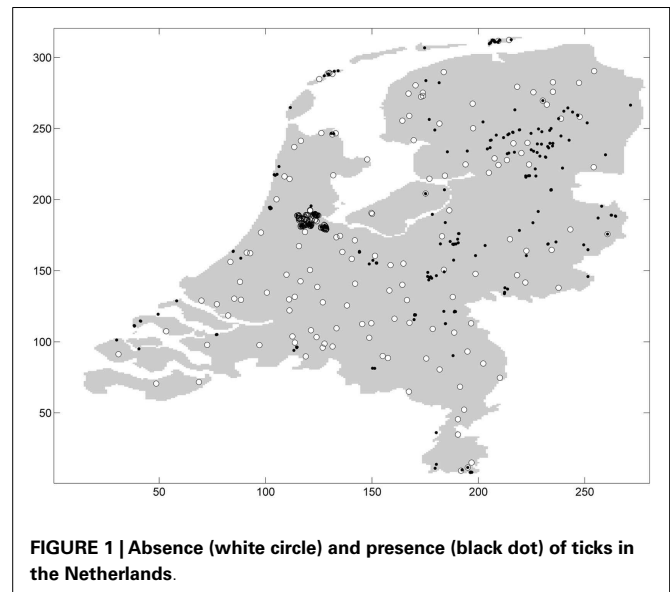 300
250
200
150
100
50
50 100 150 200 250
FIGURE 1 | Absence (white circle) and presence (black dot) of ticks in
the Netherlands.